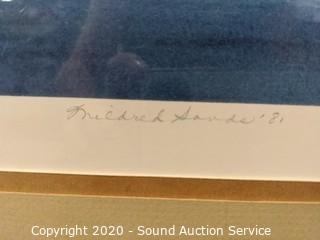 Mildred Sands '81
Copyright 2020 - Sound Auction Service